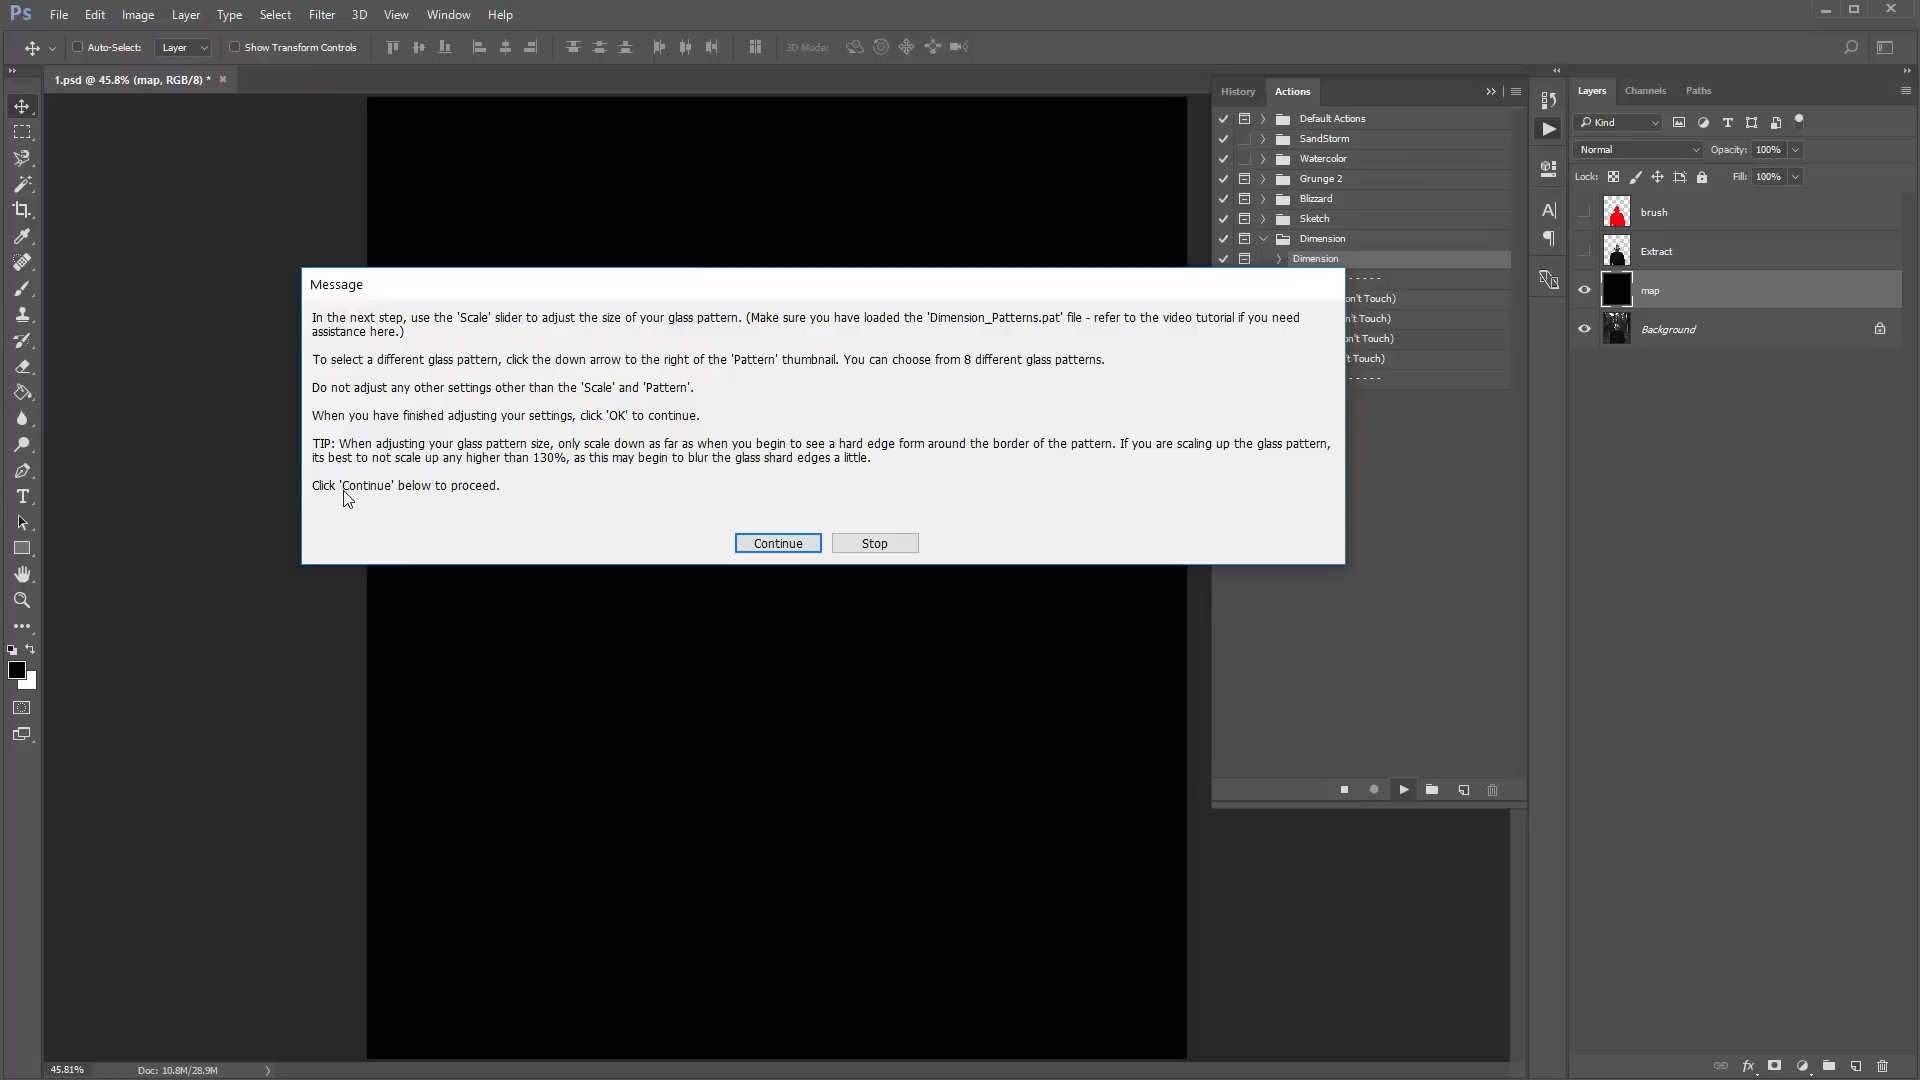 Ps File Edit Image Layer Type Select Filter 3D View Window Help
Auto-Select: Layer Show Transform Controls 3D Mode:
1.psd @ 45.8% (map, RGB/8) * ×
History Actions
Default Actions
SandStorm
Watercolor
Grunge 2
Blizzard
Sketch
Dimension
Dimension
- - - - -
on't Touch)
on't Touch)
on't Touch)
't Touch)
- - - - -
Layers Channels Paths
Kind
Normal Opacity: 100%
Lock: Fill: 100%
brush
Extract
map
Background
Message
In the next step, use the 'Scale' slider to adjust the size of your glass pattern. (Make sure you have loaded the 'Dimension_Patterns.pat' file - refer to the video tutorial if you need
assistance here.)
To select a different glass pattern, click the down arrow to the right of the 'Pattern' thumbnail. You can choose from 8 different glass patterns.
Do not adjust any other settings other than the 'Scale' and 'Pattern'.
When you have finished adjusting your settings, click 'OK' to continue.
TIP: When adjusting your glass pattern size, only scale down as far as when you begin to see a hard edge form around the border of the pattern. If you are scaling up the glass pattern,
its best to not scale up any higher than 130%, as this may begin to blur the glass shard edges a little.
Click 'Continue' below to proceed.
Continue Stop
45.81% Doc: 10.8M/28.9M
fx